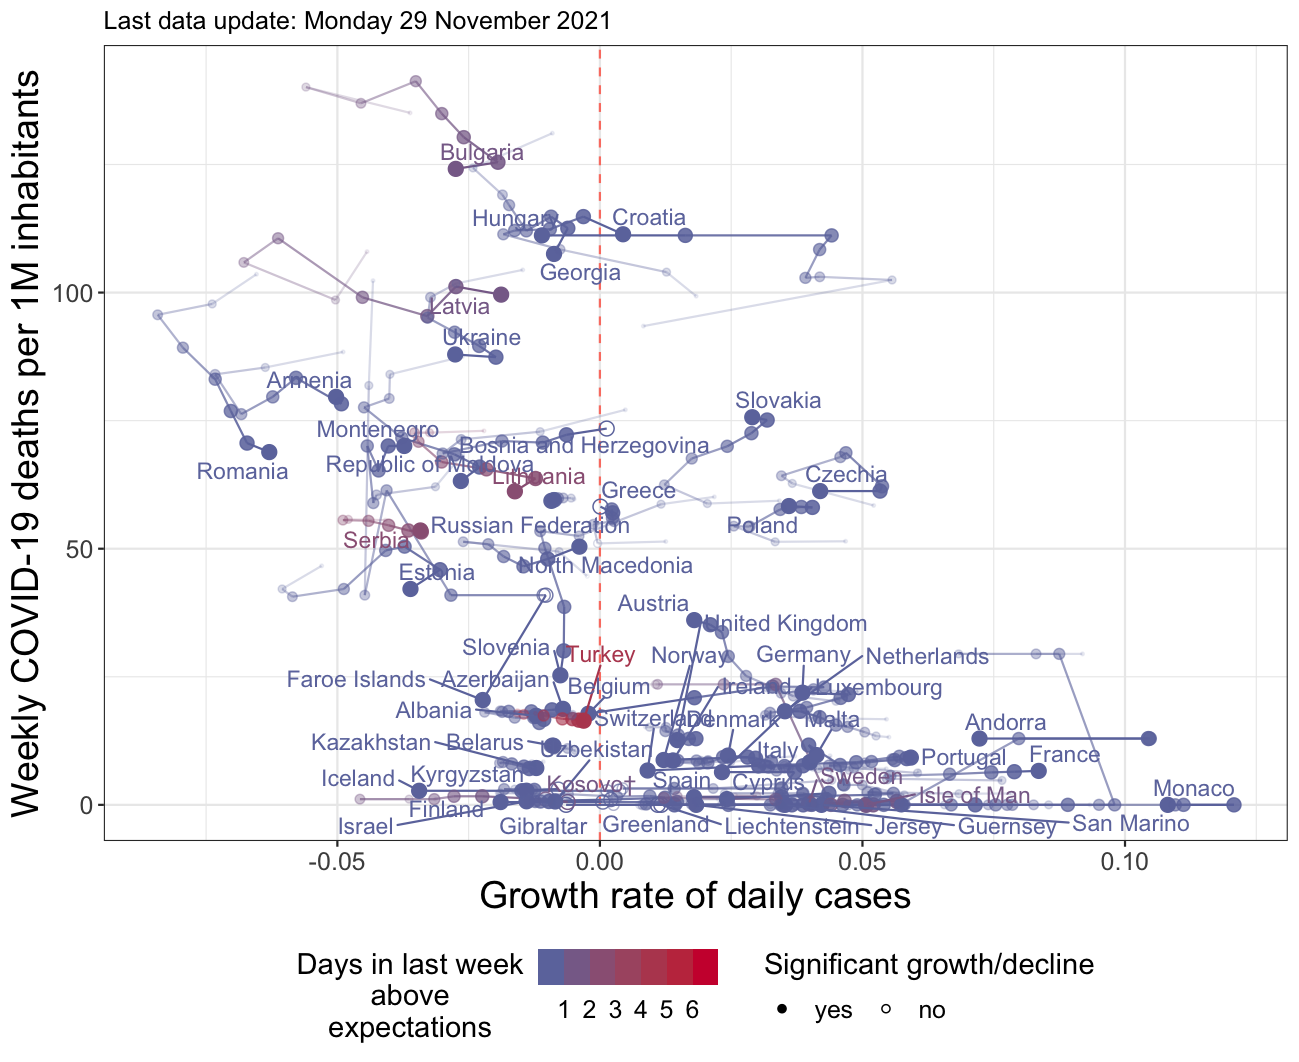 Last data update: Monday 29 November 2021
Weekly COVID-19 deaths per 1M inhabitants
Bulgaria
Hungary
Croatia
Georgia
100
Latvia
Ukraine
Armenia
Slovakia
Montenegro
Bosnia and Herzegovina
Romania
Republic of Moldova
Lithuania
Czechia
Greece
Serbia
Russian Federation
Poland
50
Estonia
North Macedonia
Austria
United Kingdom
Slovenia
Turkey
Norway
Germany
Netherlands
Faroe Islands
Azerbaijan
Belgium
Ireland
Luxembourg
Albania
Switzerland
Denmark
Malta
Andorra
Kazakhstan
Belarus
Uzbekistan
Italy
Portugal
France
Iceland
Kyrgyzstan
Kosovo†
Spain
Cyprus
Sweden
Isle of Man
Monaco
0
Finland
Israel
Gibraltar
Greenland
Liechtenstein
Jersey
Guernsey
San Marino
-0.05
0.00
0.05
0.10
Growth rate of daily cases
Days in last week
above
expectations
1 2 3 4 5 6
Significant growth/decline
yes
no